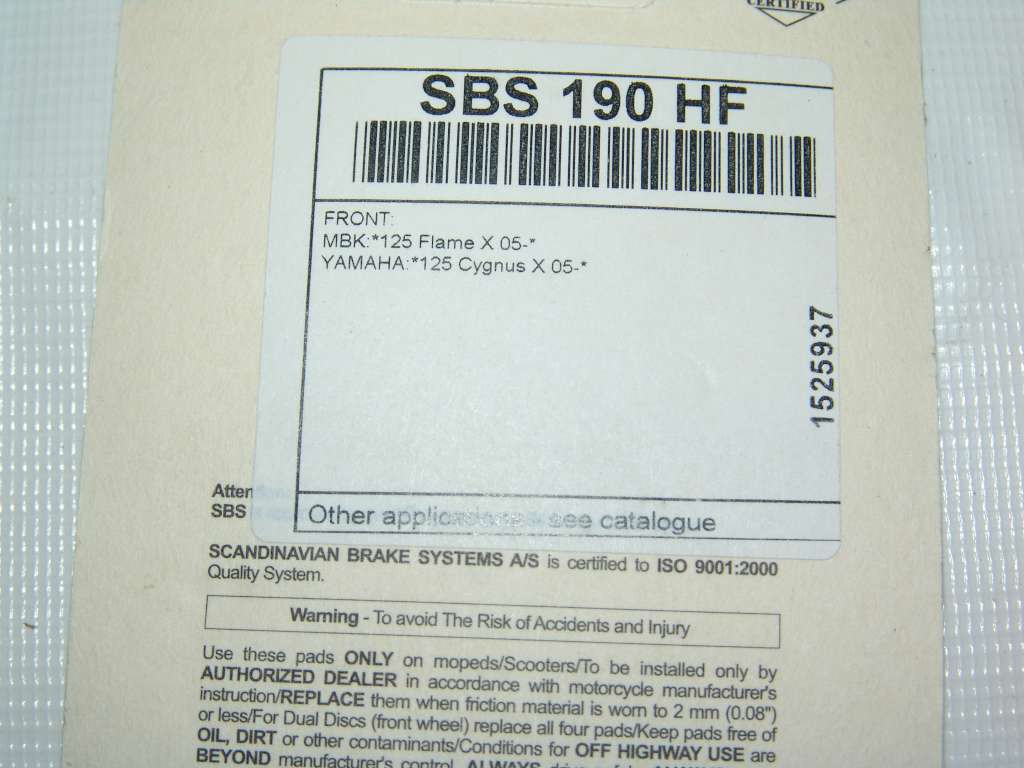 CERTIFIED
SBS 190 HF
FRONT:
MBK:*125 Flame X 05-*
YAMAHA:*125 Cygnus X 05-*
1525937
Other applications see catalogue
SBS
SCANDINAVIAN BRAKE SYSTEMS A/S is certified to ISO 9001:2000
Quality System.
Warning - To avoid The Risk of Accidents and Injury
Use these pads ONLY on mopeds/Scooters/To be installed only by
AUTHORIZED DEALER in accordance with motorcycle manufacturer's
instruction/REPLACE them when friction material is worn to 2 mm (0.08")
or less/For Dual Discs (front wheel) replace all four pads/Keep pads free of
OIL, DIRT or other contaminants/Conditions for OFF HIGHWAY USE are
BEYOND manufacturer's control. ALWAYS